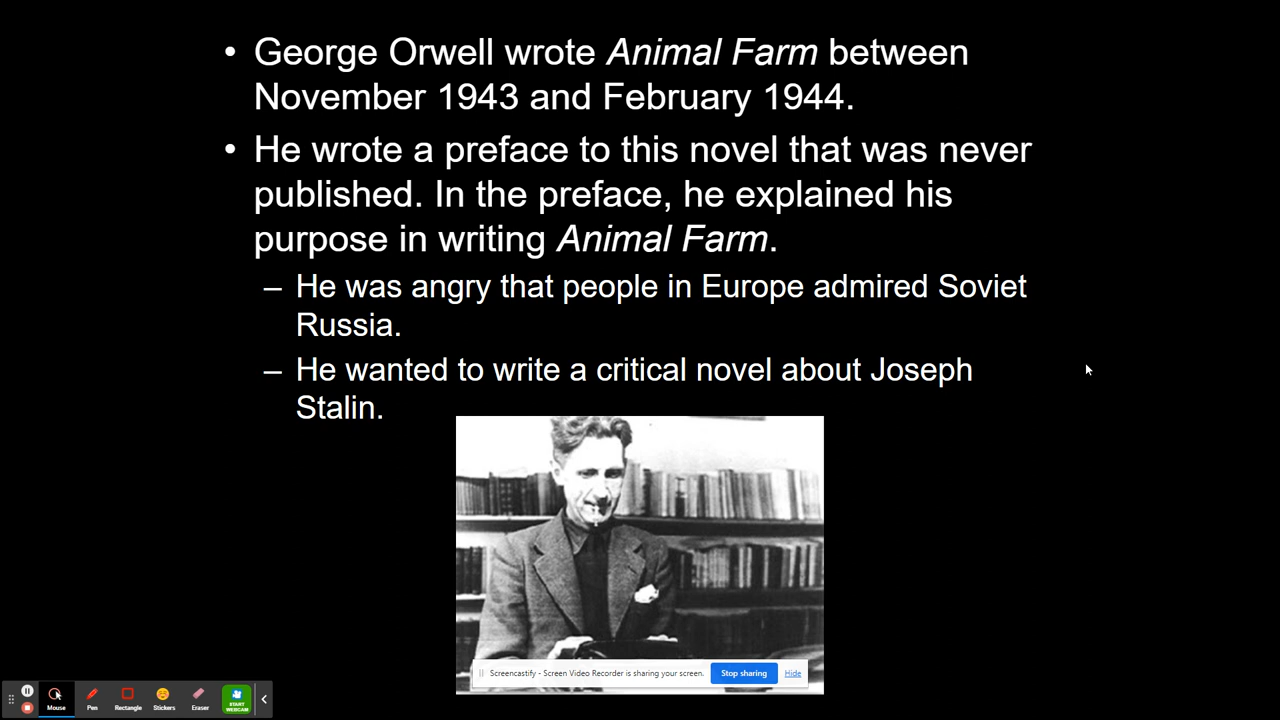 • George Orwell wrote Animal Farm between
November 1943 and February 1944.
• He wrote a preface to this novel that was never
published. In the preface, he explained his
purpose in writing Animal Farm.
– He was angry that people in Europe admired Soviet
Russia.
– He wanted to write a critical novel about Joseph
Stalin.
Screencastify - Screen Video Recorder is sharing your screen. Stop sharing Hide
Mouse Pen Rectangle Stickers Eraser START
WEBCAM